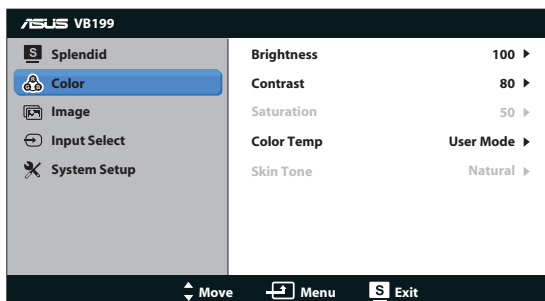 ASUS VB199
S Splendid
Color
Image
Input Select
System Setup
Brightness 100
Contrast 80
Saturation 50
Color Temp User Mode
Skin Tone Natural
Move Menu S Exit